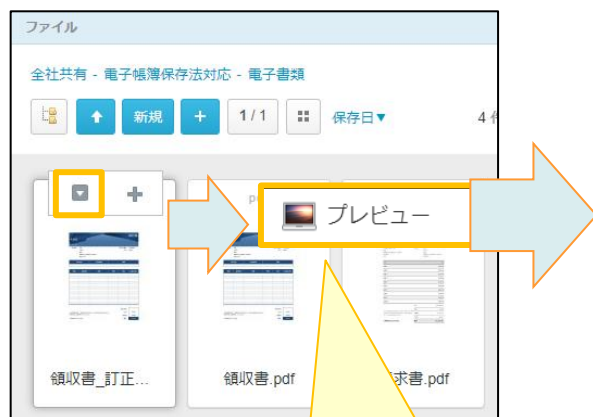 ファイル
全社共有 - 電子帳簿保存法対応 - 電子書類
新規
1 / 1
保存日▼
4 件
プレビュー
領収書_訂正...
領収書.pdf
求書.pdf